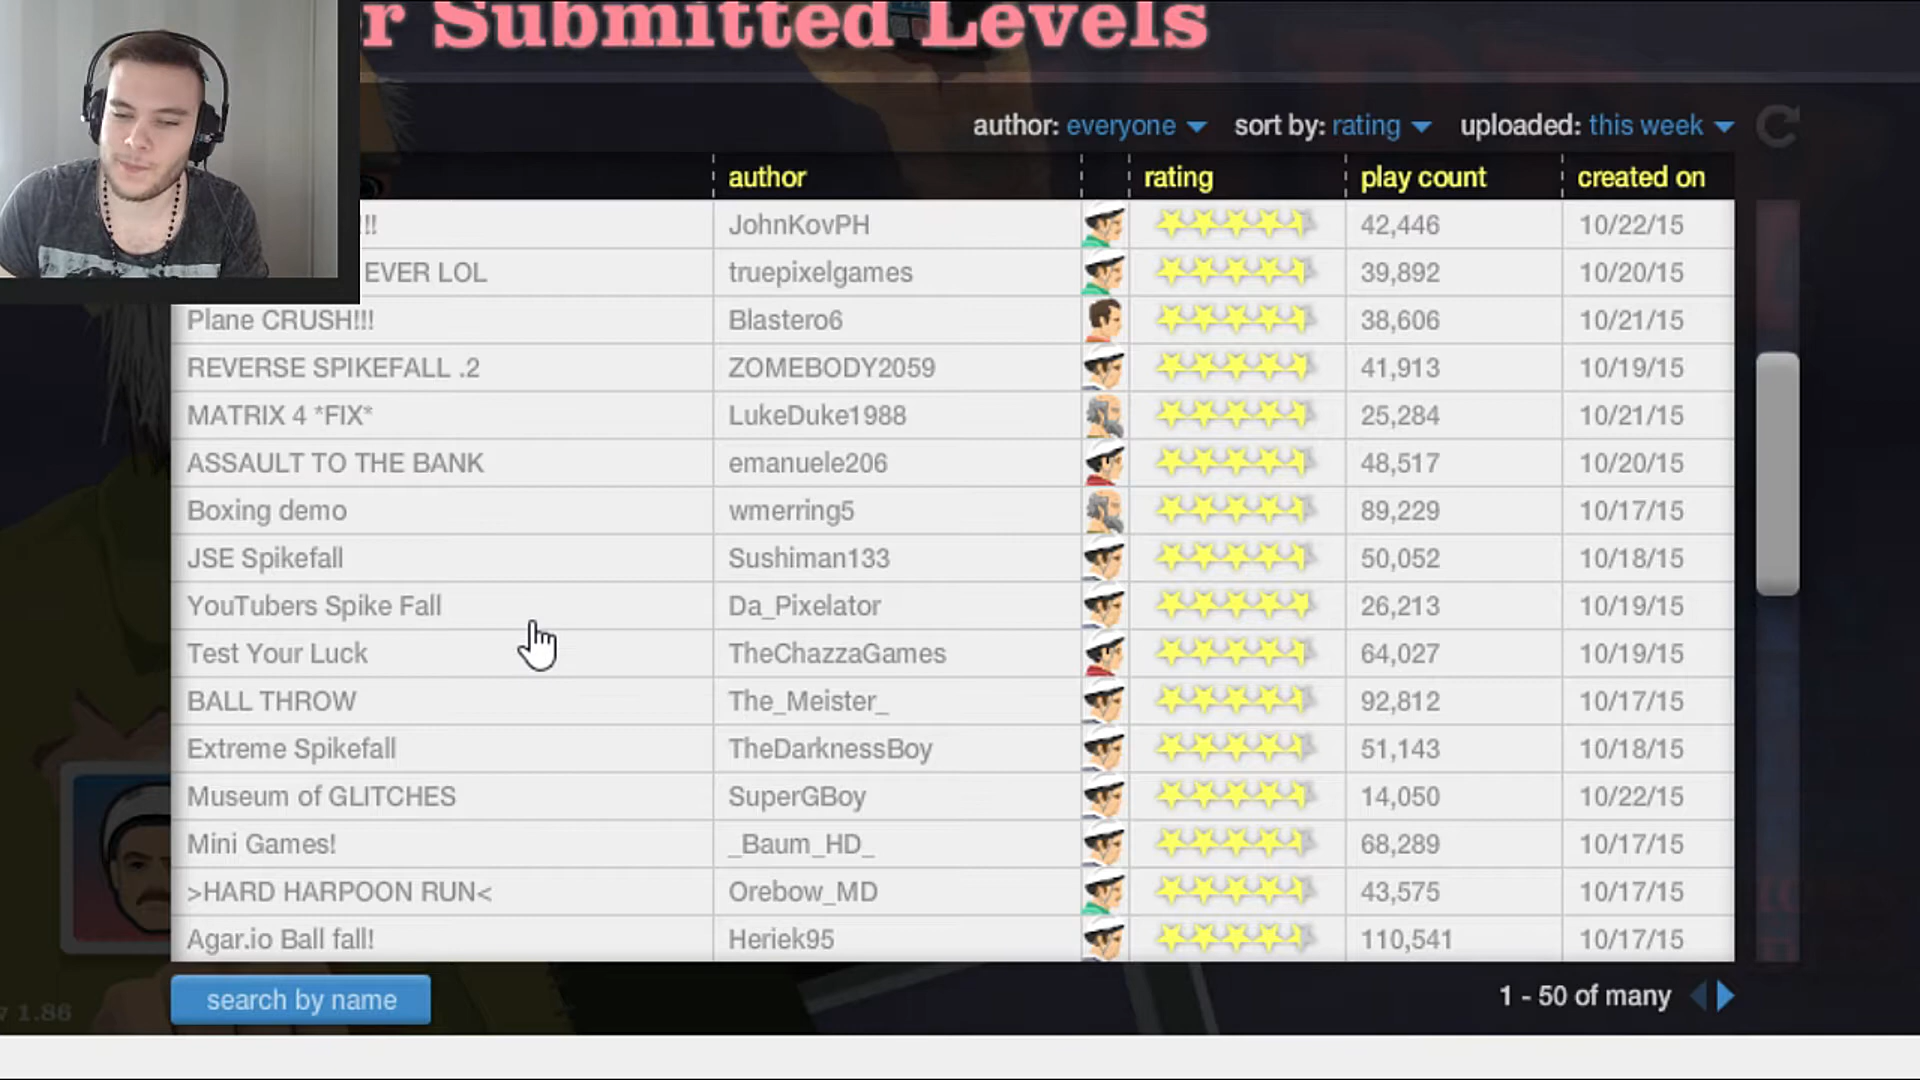 r Submitted Levels
author: everyone sort by: rating uploaded: this week
author rating play count created on
!!! JohnKovPH 42,446 10/22/15
EVER LOL truepixelgames 39,892 10/20/15
Plane CRUSH!!! Blastero6 38,606 10/21/15
REVERSE SPIKEFALL .2 ZOMEBODY2059 41,913 10/19/15
MATRIX 4 *FIX* LukeDuke1988 25,284 10/21/15
ASSAULT TO THE BANK emanuele206 48,517 10/20/15
Boxing demo wmerring5 89,229 10/17/15
JSE Spikefall Sushiman133 50,052 10/18/15
YouTubers Spike Fall Da_Pixelator 26,213 10/19/15
Test Your Luck TheChazzaGames 64,027 10/19/15
BALL THROW The_Meister_ 92,812 10/17/15
Extreme Spikefall TheDarknessBoy 51,143 10/18/15
Museum of GLITCHES SuperGBoy 14,050 10/22/15
Mini Games! _Baum_HD_ 68,289 10/17/15
>HARD HARPOON RUN< Orebow_MD 43,575 10/17/15
Agar.io Ball fall! Heriek95 110,541 10/17/15
search by name 1 - 50 of many
v 1.86